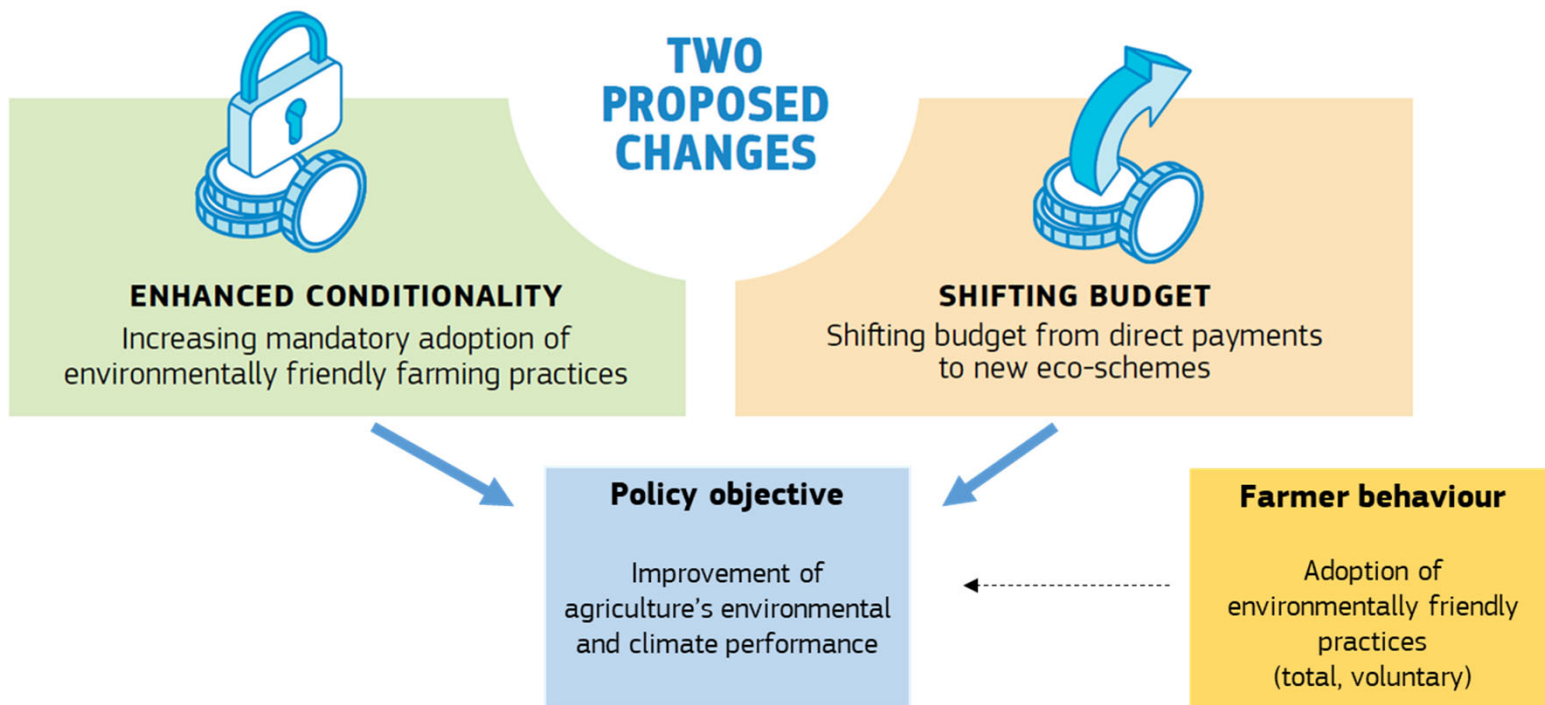 TWO
PROPOSED
CHANGES
ENHANCED CONDITIONALITY
Increasing mandatory adoption of
environmentally friendly farming practices
SHIFTING BUDGET
Shifting budget from direct payments
to new eco-schemes
Policy objective
Improvement of
agriculture’s environmental
and climate performance
Farmer behaviour
Adoption of
environmentally friendly
practices
(total, voluntary)